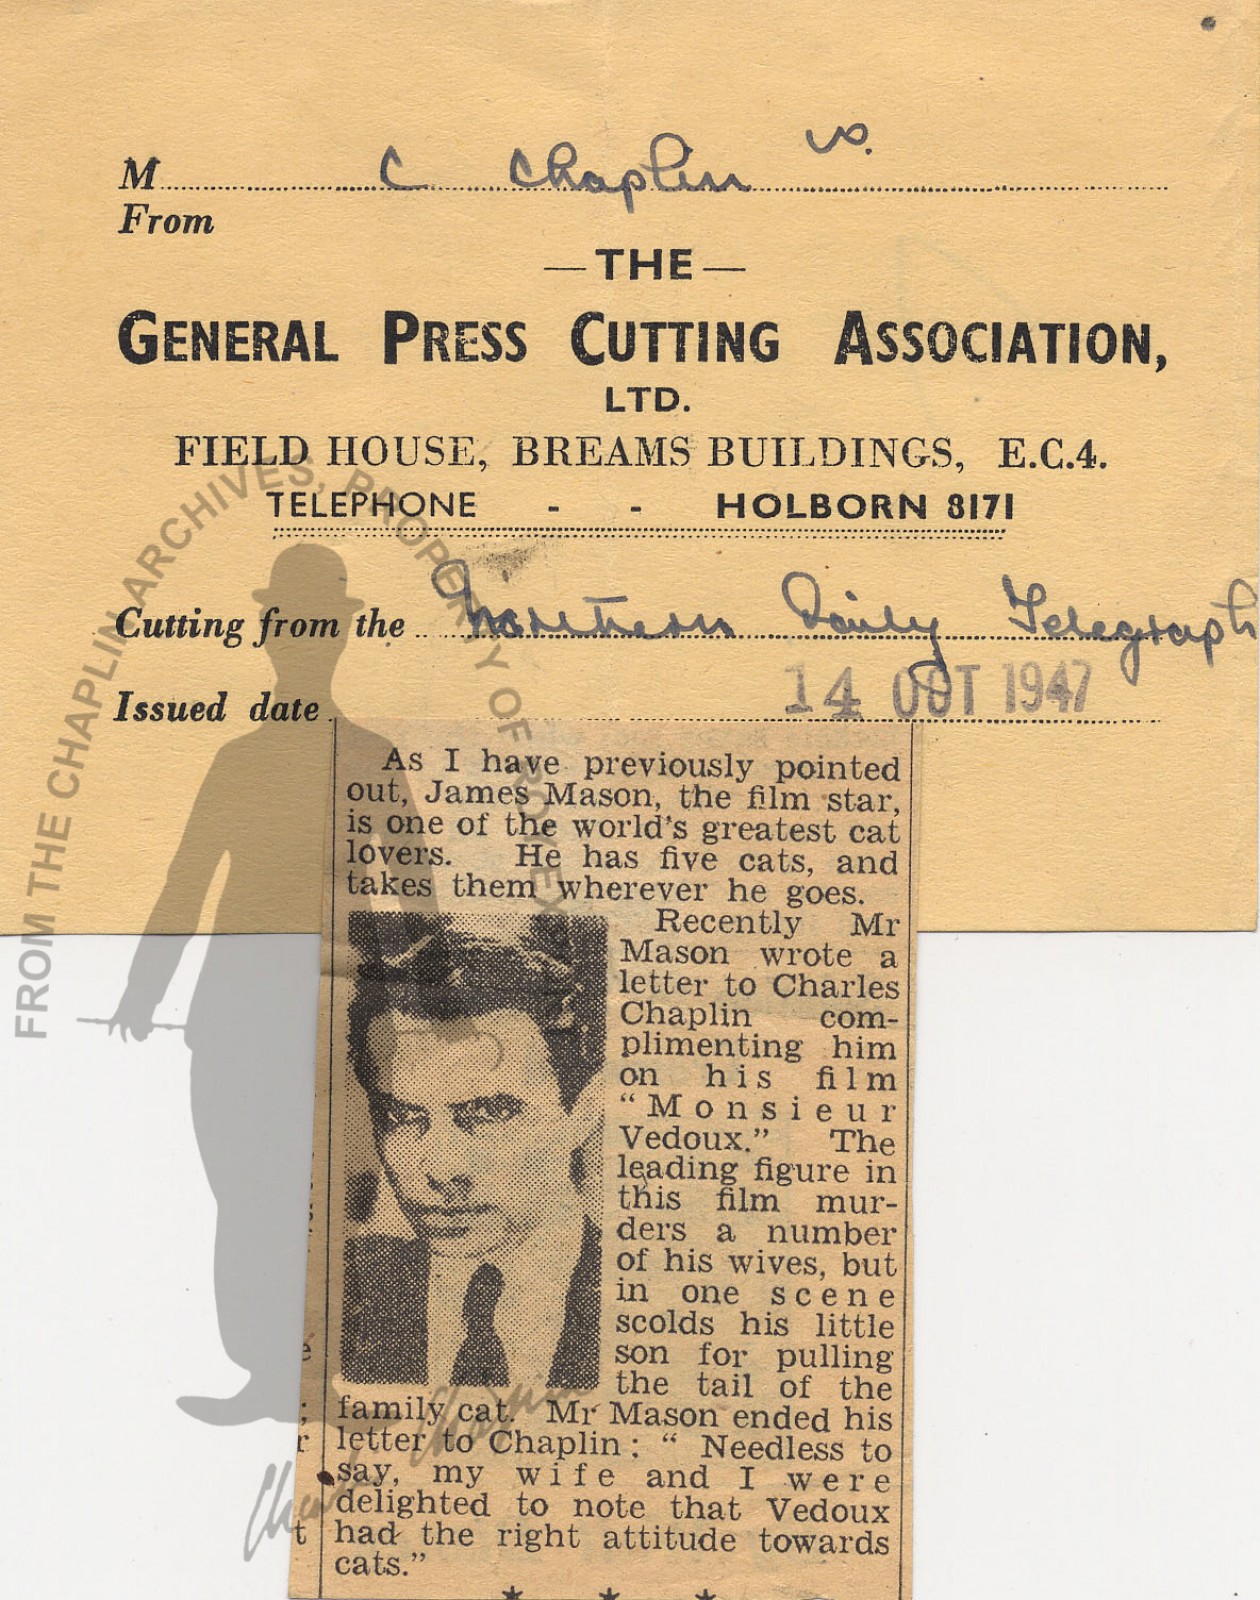 M C Chaplin
From
— THE —
GENERAL PRESS CUTTING ASSOCIATION,
LTD.
FIELD HOUSE, BREAMS BUILDINGS, E.C.4.
TELEPHONE - - HOLBORN 8171
Cutting from the Northern Daily Telegraph
Issued date 14 OCT 1947
As I have previously pointed
out, James Mason, the film star,
is one of the world's greatest cat
lovers. He has five cats, and
takes them wherever he goes.
Recently Mr
Mason wrote a
letter to Charles
Chaplin com-
plimenting him
on his film
“Monsieur
Vedoux.” The
leading figure in
this film mur-
ders a number
of his wives, but
in one scene
scolds his little
son for pulling
the tail of the
family cat. Mr Mason ended his
letter to Chaplin: “ Needless to
say, my wife and I were
delighted to note that Vedoux
had the right attitude towards
cats.”
FROM THE CHAPLIN ARCHIVES, PROPERTY OF ROY EX